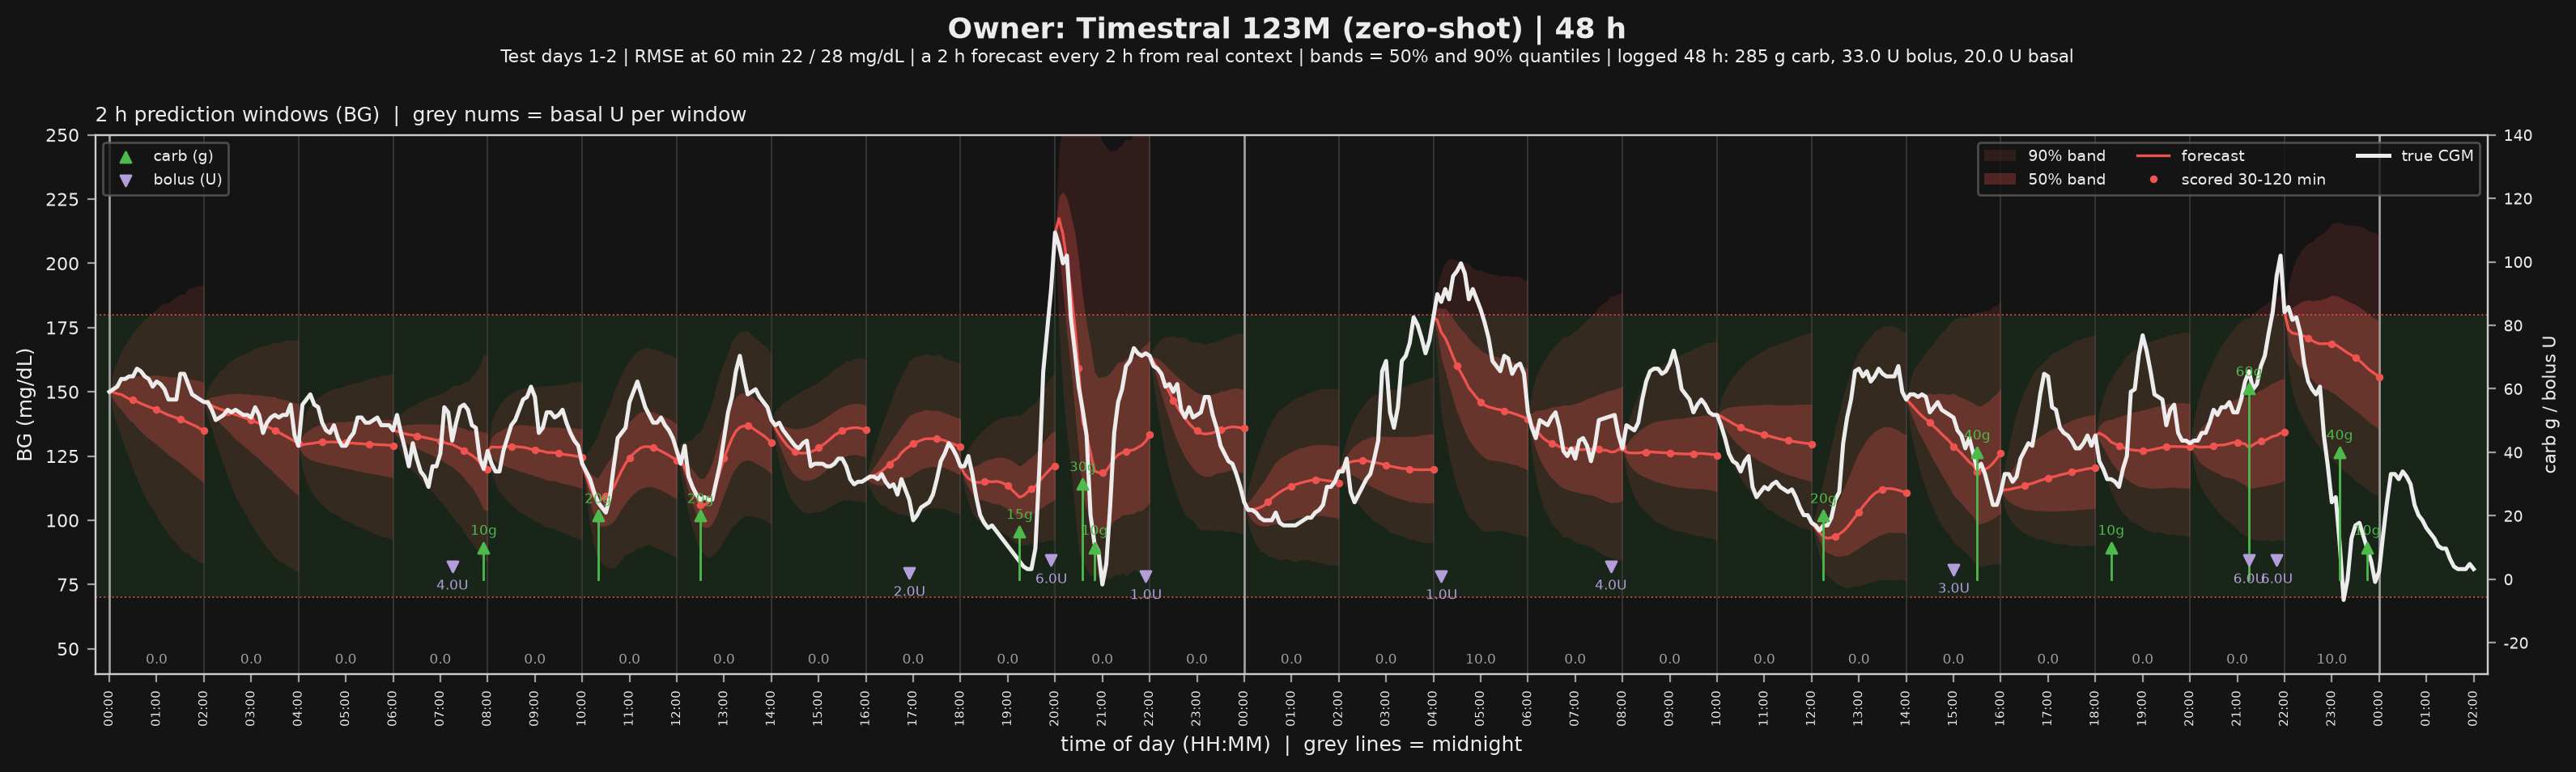 Owner: Timestral 123M (zero-shot) | 48 h
Test days 1-2 | RMSE at 60 min 22 / 28 mg/dL | a 2 h forecast every 2 h from real context | bands = 50% and 90% quantiles | logged 48 h: 285 g carb, 33.0 U bolus, 20.0 U basal
2 h prediction windows (BG) | grey nums = basal U per window
carb (g)
bolus (U)
90% band
50% band
forecast
scored 30-120 min
true CGM
BG (mg/dL)
250
225
200
175
150
125
100
75
50
carb g / bolus U
140
120
100
80
60
40
20
0
-20
4.0U
10g
20g
20g
2.0U
15g
6.0U
30g
10g
1.0U
1.0U
4.0U
20g
3.0U
40g
10g
60g
6.0U
6.0U
40g
10g
0.0 0.0 0.0 0.0 0.0 0.0 0.0 0.0 0.0 0.0 0.0 0.0 0.0 0.0 10.0 0.0 0.0 0.0 0.0 0.0 0.0 0.0 0.0 10.0
00:00 01:00 02:00 03:00 04:00 05:00 06:00 07:00 08:00 09:00 10:00 11:00 12:00 13:00 14:00 15:00 16:00 17:00 18:00 19:00 20:00 21:00 22:00 23:00 00:00 01:00 02:00 03:00 04:00 05:00 06:00 07:00 08:00 09:00 10:00 11:00 12:00 13:00 14:00 15:00 16:00 17:00 18:00 19:00 20:00 21:00 22:00 23:00 00:00 01:00 02:00
time of day (HH:MM) | grey lines = midnight